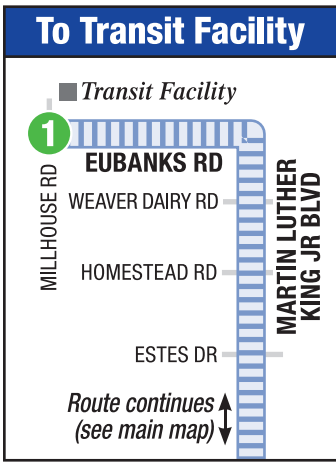 To Transit Facility
Transit Facility
1
EUBANKS RD
MILLHOUSE RD
WEAVER DAIRY RD
MARTIN LUTHER
KING JR BLVD
HOMESTEAD RD
ESTES DR
Route continues
(see main map)